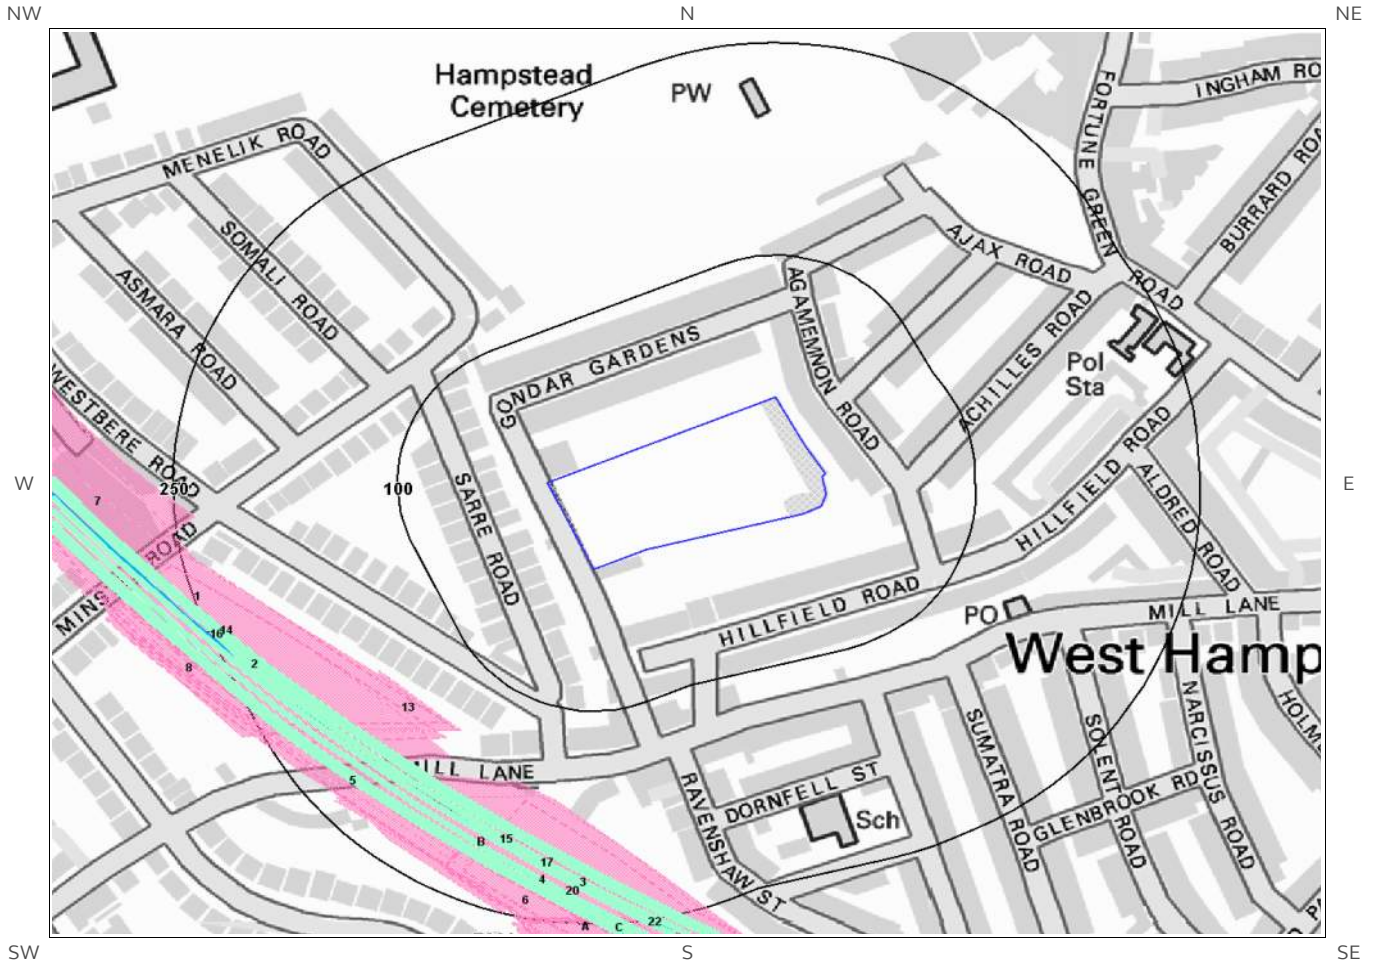 NW
N
NE
Hampstead
Cemetery
PW
FORTUNE GREEN ROAD
INGHAM RO
MENELIK ROAD
BURRARD ROA
SOMALI ROAD
AJAX ROAD
ASMARA ROAD
AGAMEMNON ROAD
ACHILLES ROAD
GONDAR GARDENS
Pol
Sta
WESTBERE ROAD
HILLFIELD ROAD
W
250
100
E
7
SARRE ROAD
ALDRED ROAD
MINS
ROAD
1
HILLFIELD ROAD
PO
MILL LANE
16
14
2
8
West Hamp
13
NARCISSUS ROAD
HOLM
SUMATRA ROAD
SOLENT ROAD
5
MILL LANE
RAVENSHAW ST
DORNFELL ST
GLENBROOK RD
Sch
B
15
17
4
3
20
6
A
C
22
PA
SW
S
SE